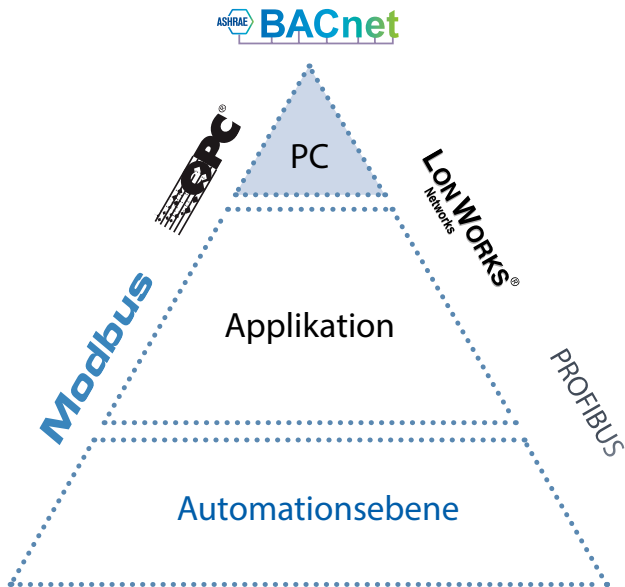 ASHRAE BACnet
OPC®
PC
LONWORKS®
Networks
Applikation
Modbus
PROFIBUS
Automationsebene